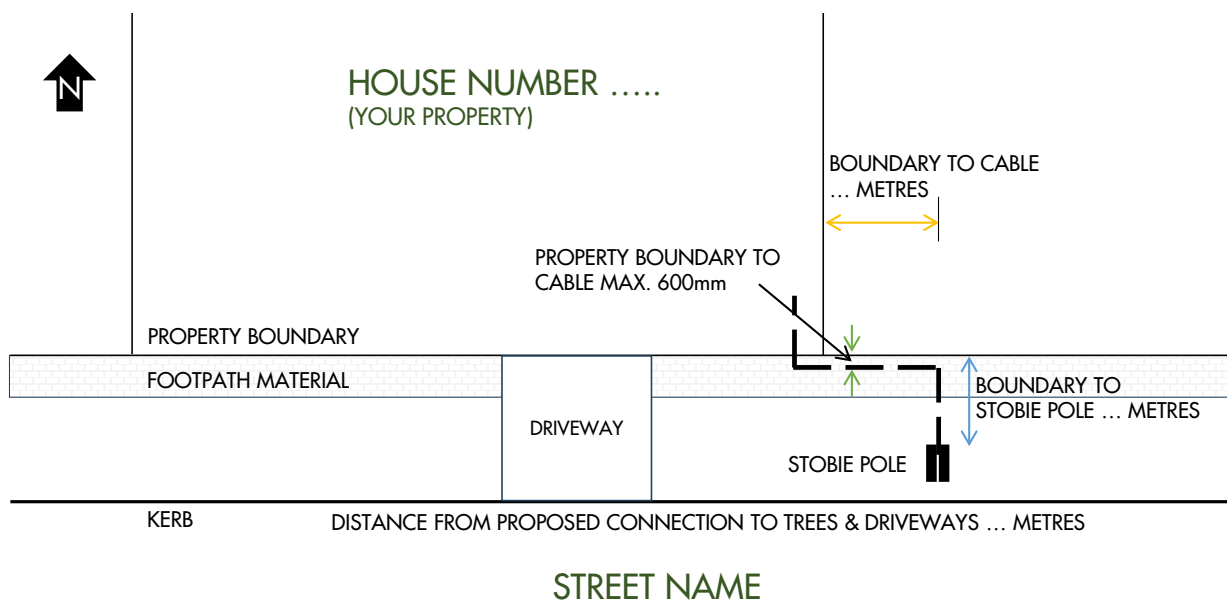 N
HOUSE NUMBER …..
(YOUR PROPERTY)
BOUNDARY TO CABLE
… METRES
PROPERTY BOUNDARY TO
CABLE MAX. 600mm
PROPERTY BOUNDARY
FOOTPATH MATERIAL
BOUNDARY TO
STOBIE POLE … METRES
DRIVEWAY
STOBIE POLE
KERB
DISTANCE FROM PROPOSED CONNECTION TO TREES & DRIVEWAYS … METRES
STREET NAME